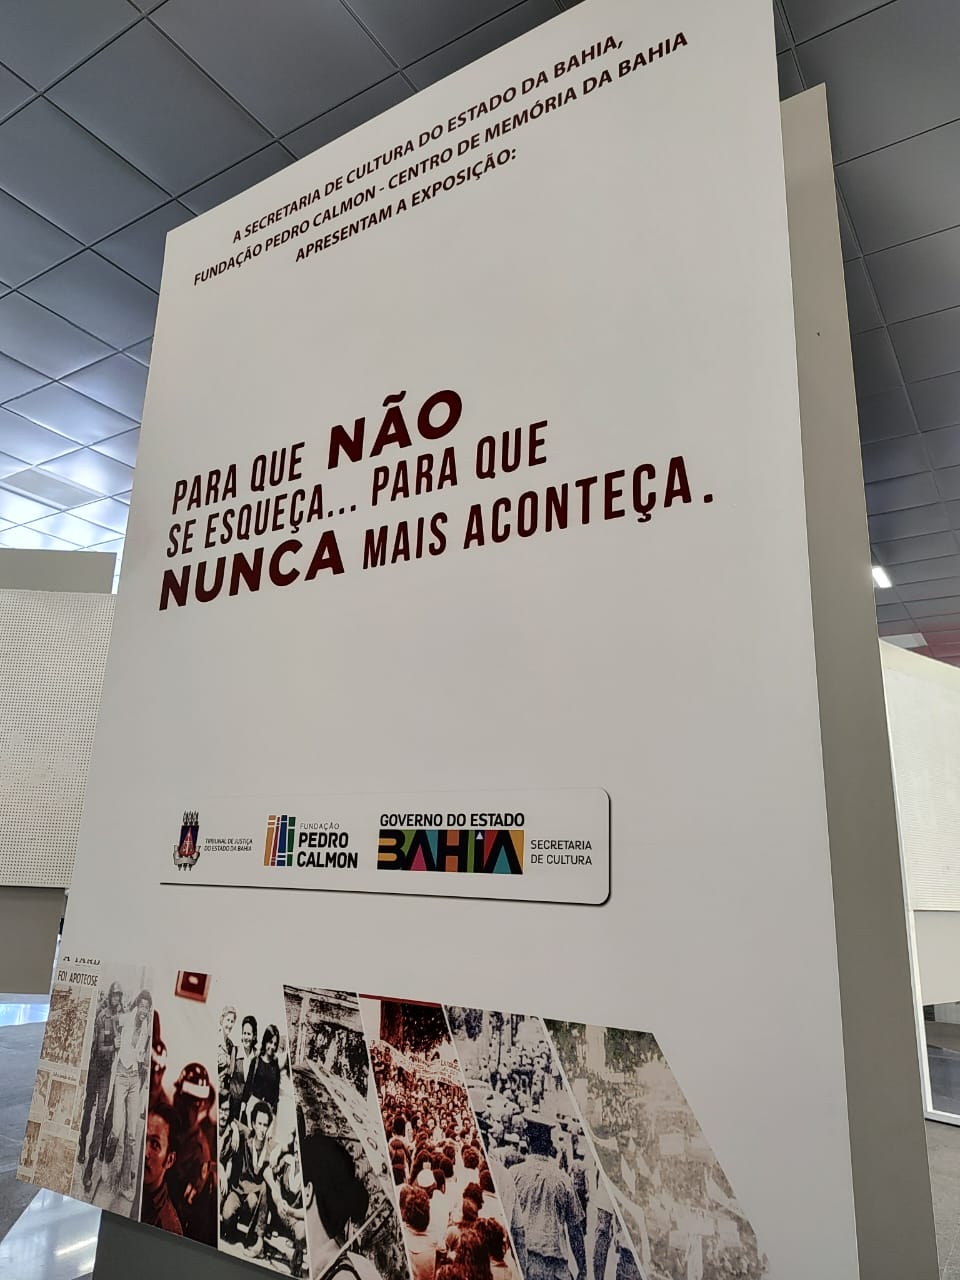 A SECRETARIA DE CULTURA DO ESTADO DA BAHIA,
FUNDAÇÃO PEDRO CALMON - CENTRO DE MEMÓRIA DA BAHIA
APRESENTAM A EXPOSIÇÃO:
PARA QUE NÃO
SE ESQUEÇA... PARA QUE
NUNCA MAIS ACONTEÇA.
TRIBUNAL DE JUSTIÇA
DO ESTADO DA BAHIA
FUNDAÇÃO
PEDRO
CALMON
GOVERNO DO ESTADO
BAHIA
SECRETARIA
DE CULTURA
FOI APOTEOSE